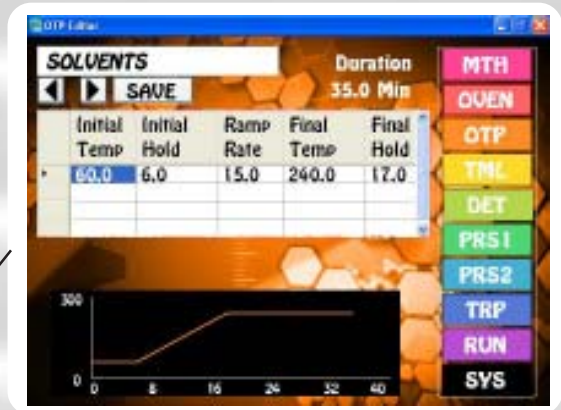 OTP Editor
SOLVENTS
Duration
SAVE
35.0 Min
Initial Initial Ramp Final Final
Temp Hold Rate Temp Hold
60.0 6.0 15.0 240.0 17.0
300
0
0 8 16 24 32 40
MTH
OVEN
OTP
TML
DET
PRS1
PRS2
TRP
RUN
SYS